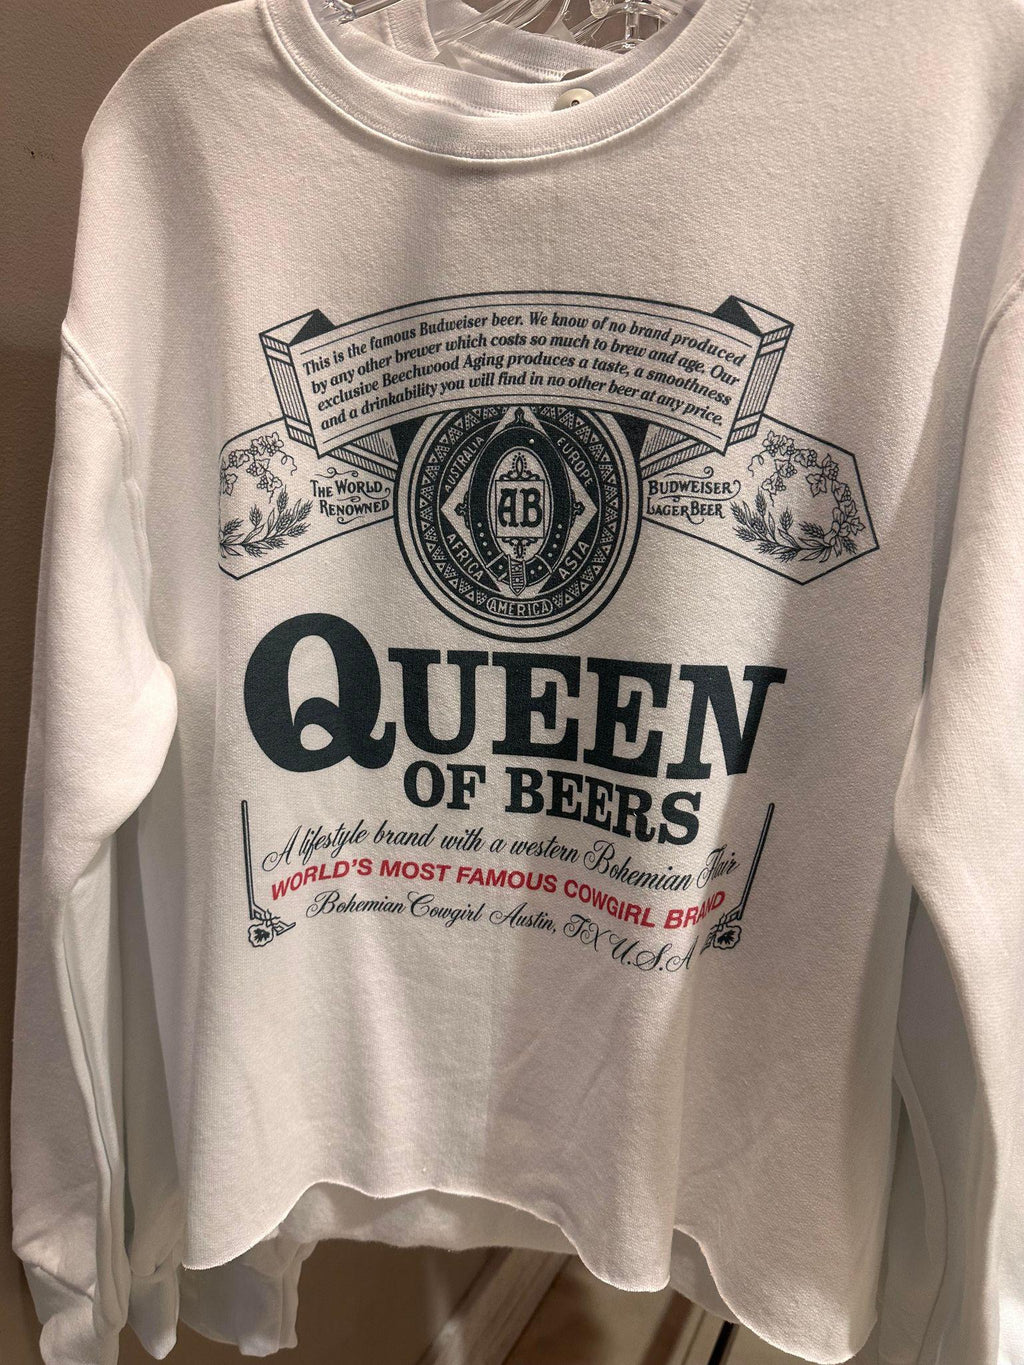 This is the famous Budweiser beer. We know of no brand produced
by any other brewer which costs so much to brew and age. Our
exclusive Beechwood Aging produces a taste, a smoothness
and a drinkability you will find in no other beer at any price.
THE WORLD
RENOWNED
AUSTRALIA
EUROPE
AB
AFRICA
ASIA
AMERICA
BUDWEISER
LAGER BEER
QUEEN
OF BEERS
A lifestyle brand with a western Bohemian Flair
WORLD'S MOST FAMOUS COWGIRL BRAND
Bohemian Cowgirl Austin, TX U.S.A